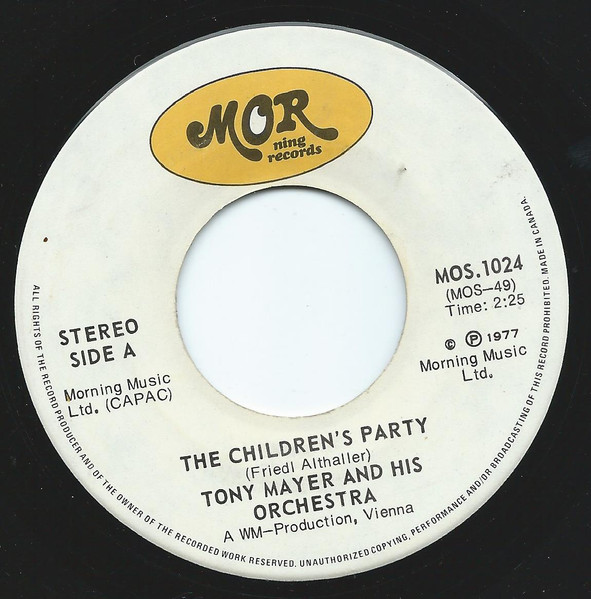 MOR
ning
records
MOS.1024
(MOS-49)
Time: 2:25
© ℗ 1977
Morning Music
Ltd.
STEREO
SIDE A
Morning Music
Ltd. (CAPAC)
THE CHILDREN'S PARTY
(Friedl Althaller)
TONY MAYER AND HIS
ORCHESTRA
A WM-Production, Vienna
ALL RIGHTS OF THE RECORD PRODUCER AND OF THE OWNER OF THE RECORDED WORK RESERVED. UNAUTHORIZED COPYING, PERFORMANCE AND/OR BROADCASTING OF THIS RECORD PROHIBITED. MADE IN CANADA.